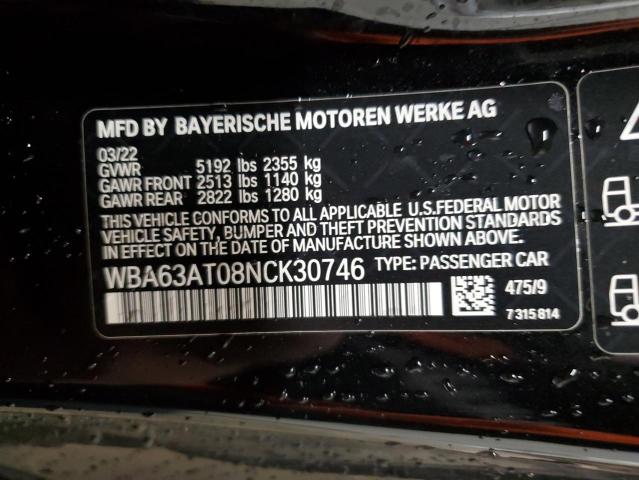 MFD BY BAYERISCHE MOTOREN WERKE AG
03/22
GVWR 5192 lbs 2355 kg
GAWR FRONT 2513 lbs 1140 kg
GAWR REAR 2822 lbs 1280 kg
THIS VEHICLE CONFORMS TO ALL APPLICABLE U.S.FEDERAL MOTOR
VEHICLE SAFETY, BUMPER AND THEFT PREVENTION STANDARDS
IN EFFECT ON THE DATE OF MANUFACTURE SHOWN ABOVE.
WBA63AT08NCK30746 TYPE: PASSENGER CAR
475/9
7 315 814